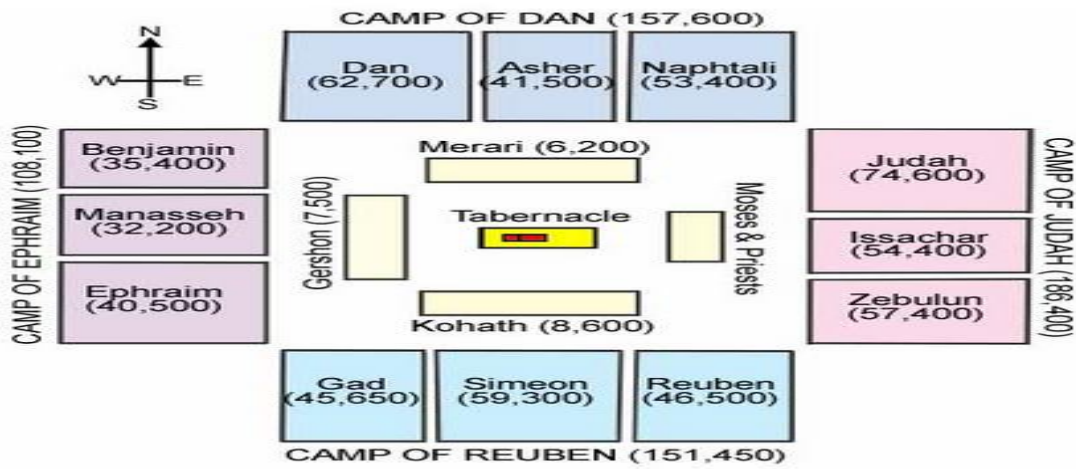 CAMP OF DAN (157,600)
N
W
E
S
Dan
(62,700)
Asher
(41,500)
Naphtali
(53,400)
CAMP OF EPHRAIM (108,100)
Benjamin
(35,400)
Manasseh
(32,200)
Ephraim
(40,500)
Merari (6,200)
Gershon (7,500)
Tabernacle
Moses & Priests
Kohath (8,600)
Judah
(74,600)
Issachar
(54,400)
Zebulun
(57,400)
CAMP OF JUDAH (186,400)
Gad
(45,650)
Simeon
(59,300)
Reuben
(46,500)
CAMP OF REUBEN (151,450)